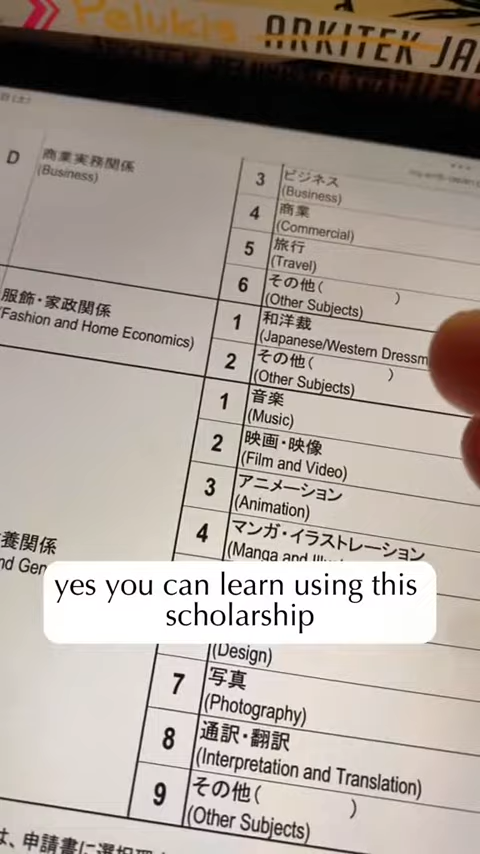 Pelukis
ARKITEK
D
商業実務関係
(Business)
3
ビジネス
(Business)
4
商業
(Commercial)
5
旅行
(Travel)
6
その他( )
(Other Subjects)
服飾・家政関係
(Fashion and Home Economics)
1
和洋裁
(Japanese/Western Dressm
2
その他( )
(Other Subjects)
1
音楽
(Music)
2
映画・映像
(Film and Video)
3
アニメーション
(Animation)
4
マンガ・イラストレーション
(Manga and
養関係
nd Gen
yes you can learn using this
scholarship
(Design)
7
写真
(Photography)
8
通訳・翻訳
(Interpretation and Translation)
9
その他( )
(Other Subjects)
は、申請書に選択